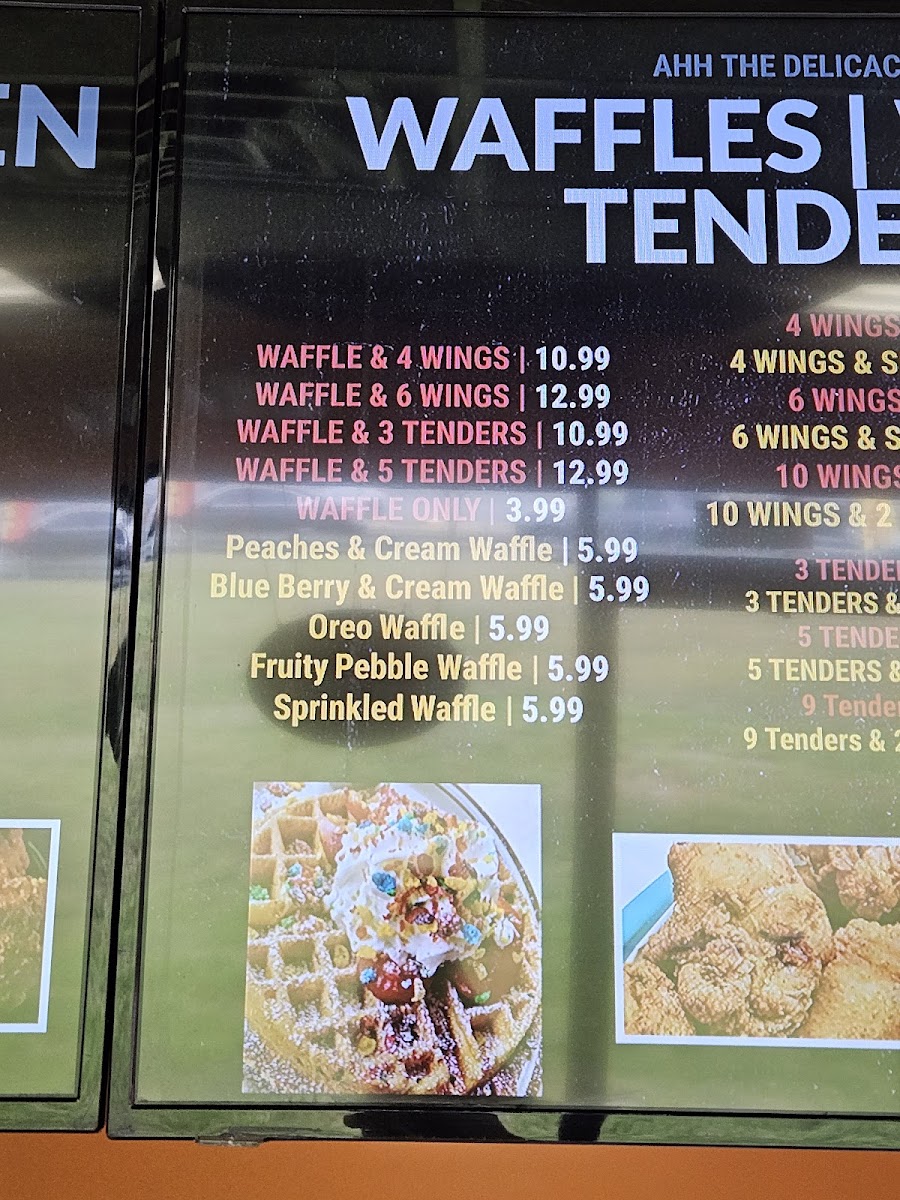 EN
AHH THE DELICAC
WAFFLES |
TENDE
WAFFLE & 4 WINGS | 10.99
WAFFLE & 6 WINGS | 12.99
WAFFLE & 3 TENDERS | 10.99
WAFFLE & 5 TENDERS | 12.99
WAFFLE ONLY | 3.99
Peaches & Cream Waffle | 5.99
Blue Berry & Cream Waffle | 5.99
Oreo Waffle | 5.99
Fruity Pebble Waffle | 5.99
Sprinkled Waffle | 5.99
4 WINGS
4 WINGS & S
6 WINGS
6 WINGS & S
10 WINGS
10 WINGS & 2
3 TENDE
3 TENDERS &
5 TENDE
5 TENDERS &
9 Tende
9 Tenders & 2